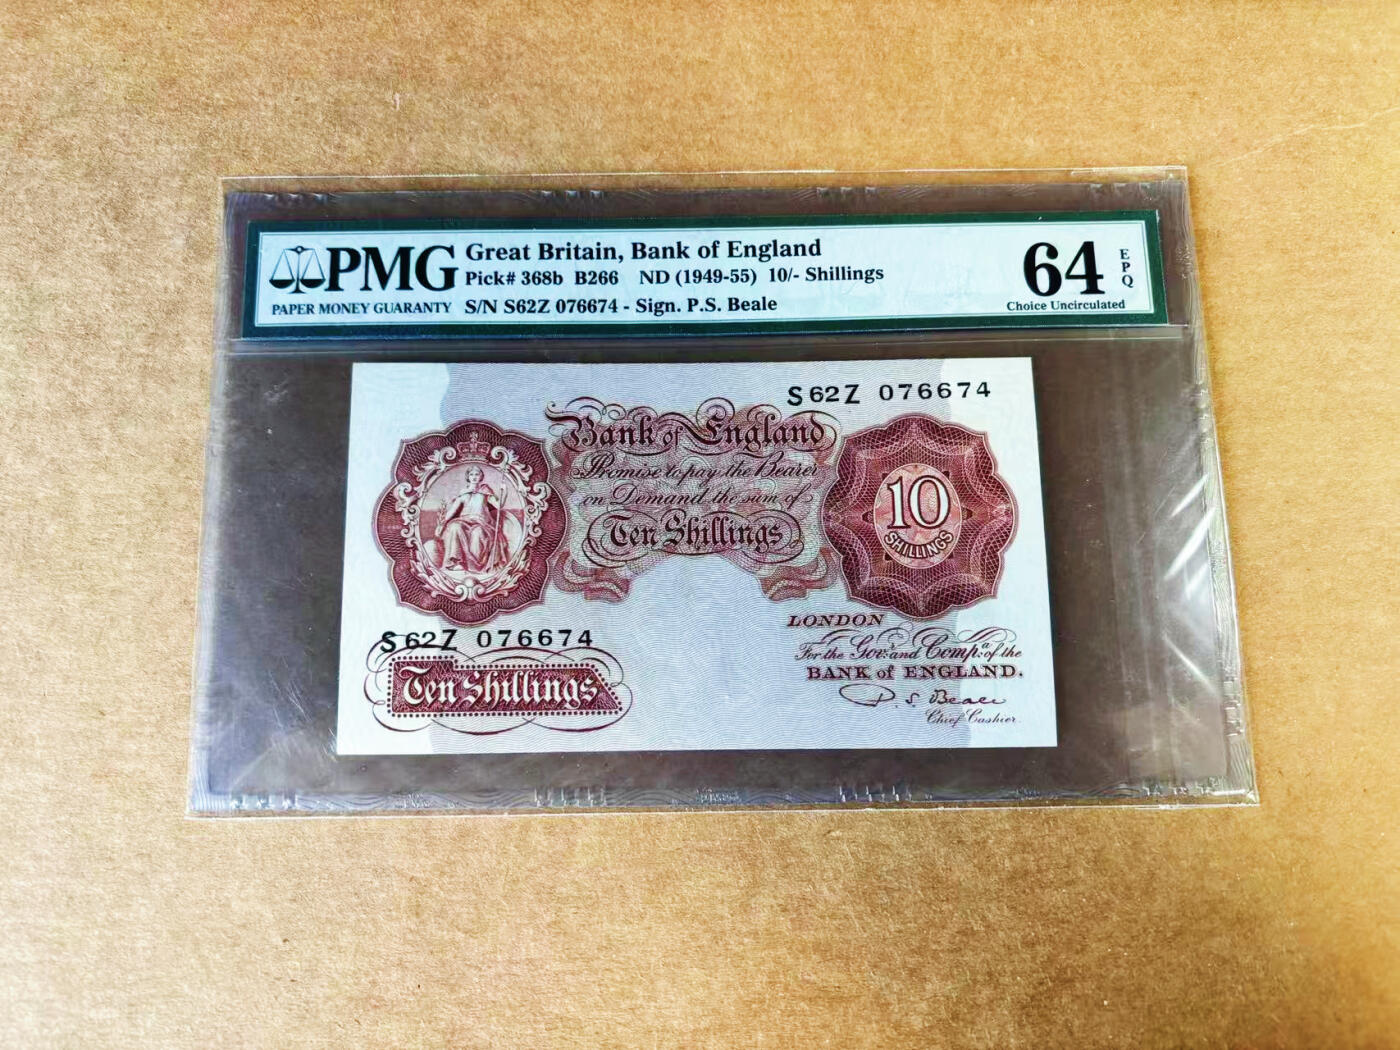 PMG
PAPER MONEY GUARANTY
Great Britain, Bank of England
Pick# 368b B266 ND (1949-55) 10/- Shillings
S/N S62Z 076674 - Sign. P.S. Beale
64
EPQ
Choice Uncirculated
S62Z 076674
Bank of England
Promise to pay the Bearer
on Demand the sum of
Ten Shillings
10
SHILLINGS
LONDON
For the Govr. and Compa. of the
BANK of ENGLAND.
P. S. Beale
Chief Cashier.
S62Z 076674
Ten Shillings